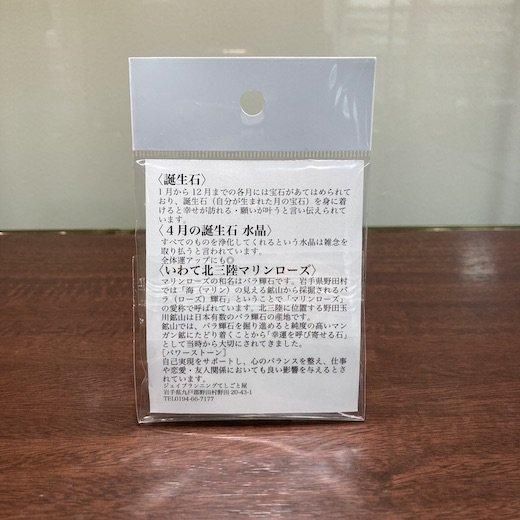 〈誕生石〉
1月から12月までの各月には宝石があてはめられて
おり、誕生石（自分が生まれた月の宝石）を身に着
けると幸せが訪れる・願いが叶うと言い伝えられて
います。
〈4月の誕生石 水晶〉
すべてのものを浄化してくれるという水晶は雑念を
取り払うと言われています。
全体運アップにも◎
〈いわて北三陸マリンローズ〉
マリンローズの和名はバラ輝石です。岩手県野田村
では「海（マリン）の見える鉱山から採掘されるバ
ラ（ローズ）輝石」ということで「マリンローズ」
の愛称で呼ばれています。北三陸に位置する野田玉
川鉱山は日本有数のバラ輝石の産地です。
鉱山では、バラ輝石を掘り進めると純度の高いマン
ガン鉱にたどり着くことから「幸運を呼び寄せる石」
として当時から大切にされてきました。
[パワーストーン]
自己実現をサポートし、心のバランスを整え、仕事
や恋愛・友人関係においても良い影響を与えるとさ
れています。
ジェイプランニングてしごと屋
岩手県九戸郡野田村野田20-43-1
TEL0194-66-7177